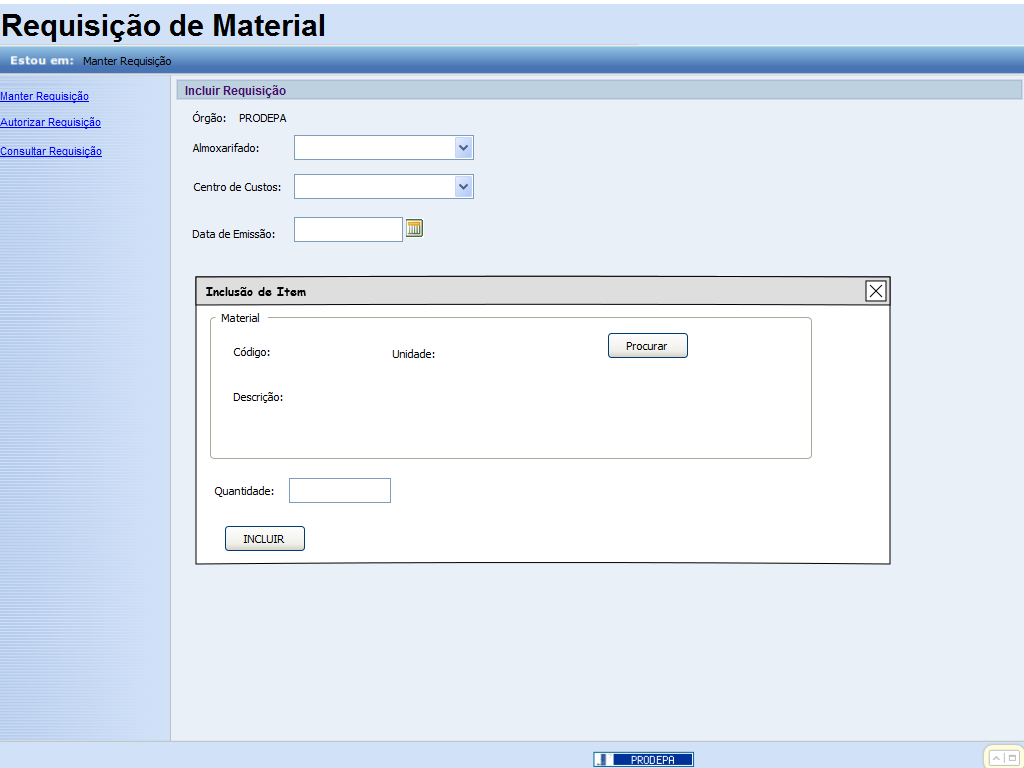 Requisição de Material
Estou em: Manter Requisição
Manter Requisição
Autorizar Requisição
Consultar Requisição
Incluir Requisição
Órgão: PRODEPA
Almoxarifado:
Centro de Custos:
Data de Emissão:
Inclusão de Item
Material
Código:
Unidade:
Procurar
Descrição:
Quantidade:
INCLUIR
PRODEPA